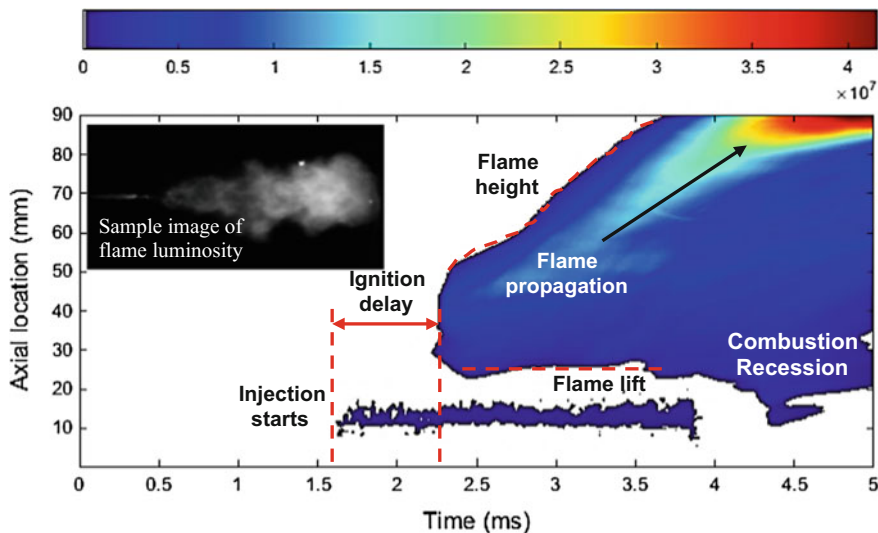 0 0.5 1 1.5 2 2.5 3 3.5 4
×10⁷
90
80
70
60
50
40
30
20
10
Axial location (mm)
Sample image of
flame luminosity
Flame
height
Ignition
delay
Flame
propagation
Combustion
Recession
Injection
starts
Flame lift
0 0.5 1 1.5 2 2.5 3 3.5 4 4.5 5
Time (ms)